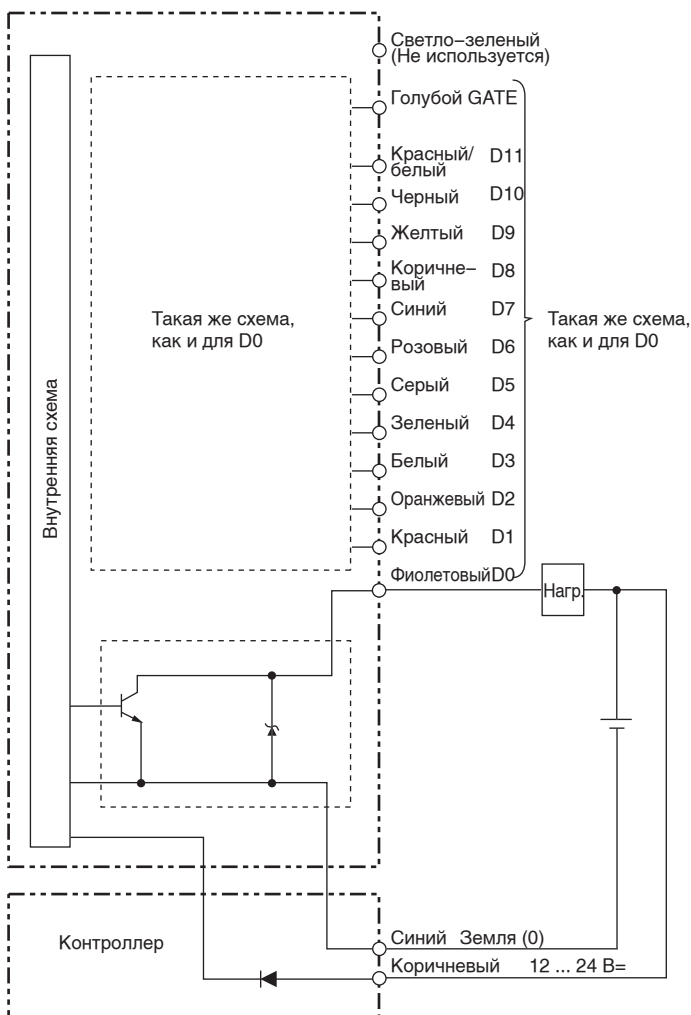 Светло–зеленый
(Не используется)
Голубой GATE
Красный/ D11
белый
Черный D10
Желтый D9
Коричне– D8
вый
Синий D7
Розовый D6
Серый D5
Зеленый D4
Белый D3
Оранжевый D2
Красный D1
Фиолетовый D0
Такая же схема,
как и для D0
Такая же схема,
как и для D0
Внутренняя схема
Нагр.
Контроллер
Синий Земля (0)
Коричневый 12 ... 24 В=